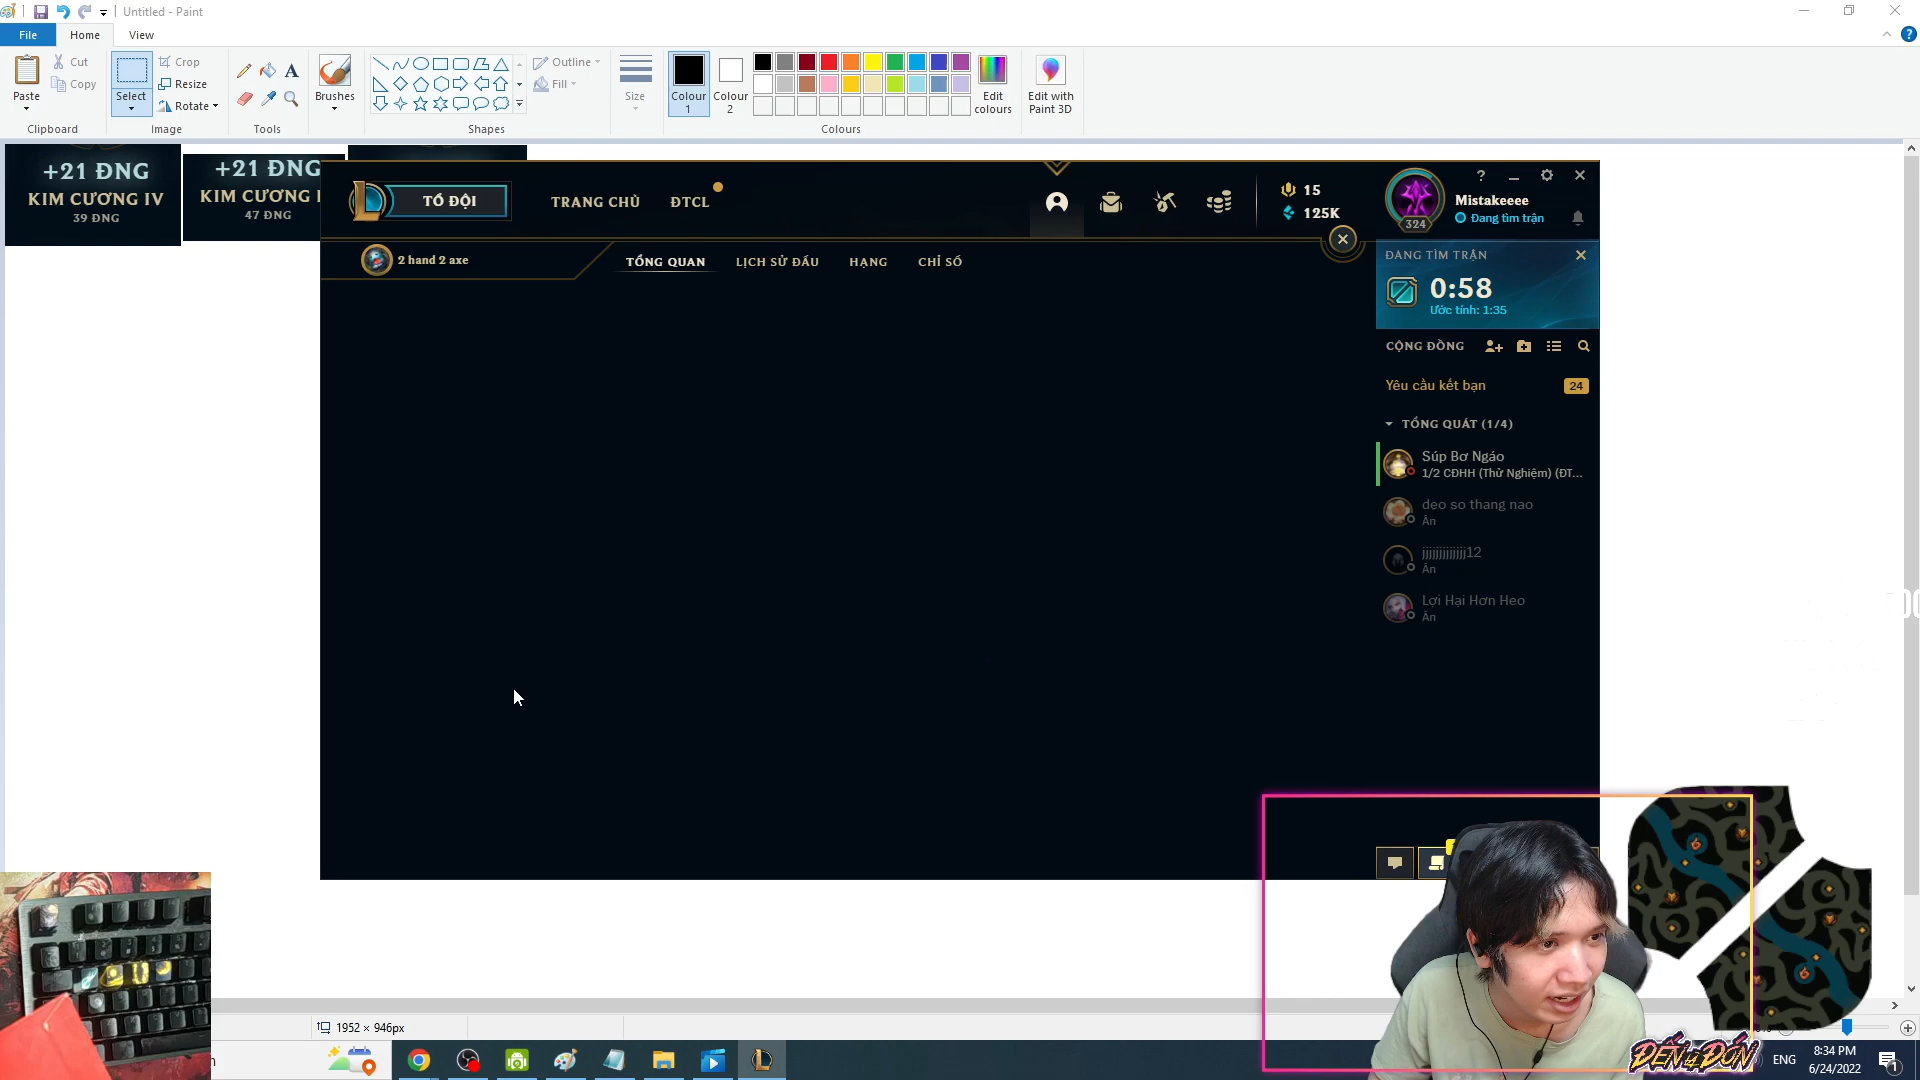 Untitled - Paint
File
Home
View
Paste
Cut
Copy
Clipboard
Select
Crop
Resize
Rotate
Image
A
Tools
Brushes
Shapes
Outline
Fill
Size
Colour 1
Colour 2
Edit colours
Edit with Paint 3D
Colours
+21 ĐNG
KIM CƯƠNG IV
39 ĐNG
+21 ĐNG
KIM CƯƠNG
47 ĐNG
TỔ ĐỘI
TRANG CHỦ
ĐTCL
15
125K
324
Mistakeeee
Đang tìm trận
2 hand 2 axe
TỔNG QUAN
LỊCH SỬ ĐẤU
HẠNG
CHỈ SỐ
ĐANG TÌM TRẬN
0:58
Ước tính: 1:35
CỘNG ĐỒNG
Yêu cầu kết bạn
24
TỔNG QUÁT (1/4)
Súp Bơ Ngáo
1/2 CĐHH (Thử Nghiệm) (ĐT...
deo so thang nao
Ẩn
Ẩn
Lợi Hại Hơn Heo
Ẩn
1952 × 946px
ENG
8:34 PM
6/24/2022
1